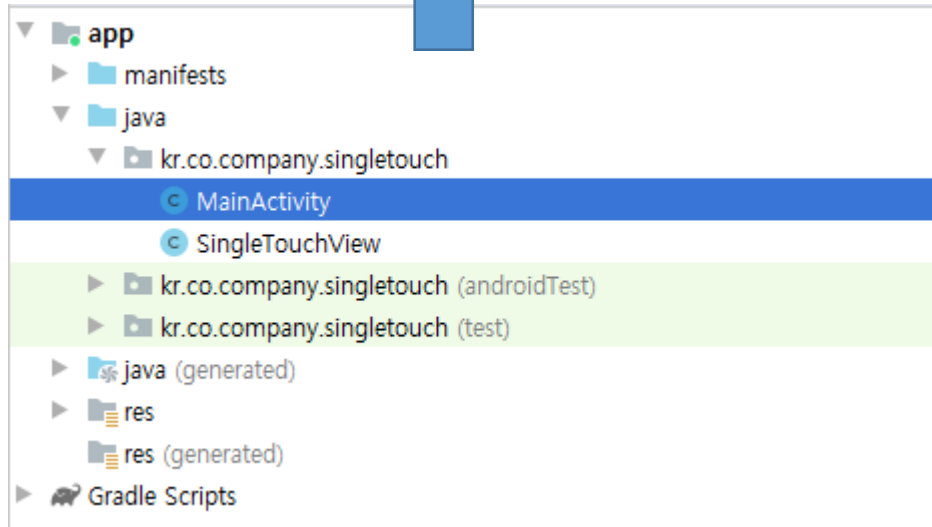 app
manifests
java
kr.co.company.singletouch
C MainActivity
C SingleTouchView
kr.co.company.singletouch (androidTest)
kr.co.company.singletouch (test)
java (generated)
res
res (generated)
Gradle Scripts